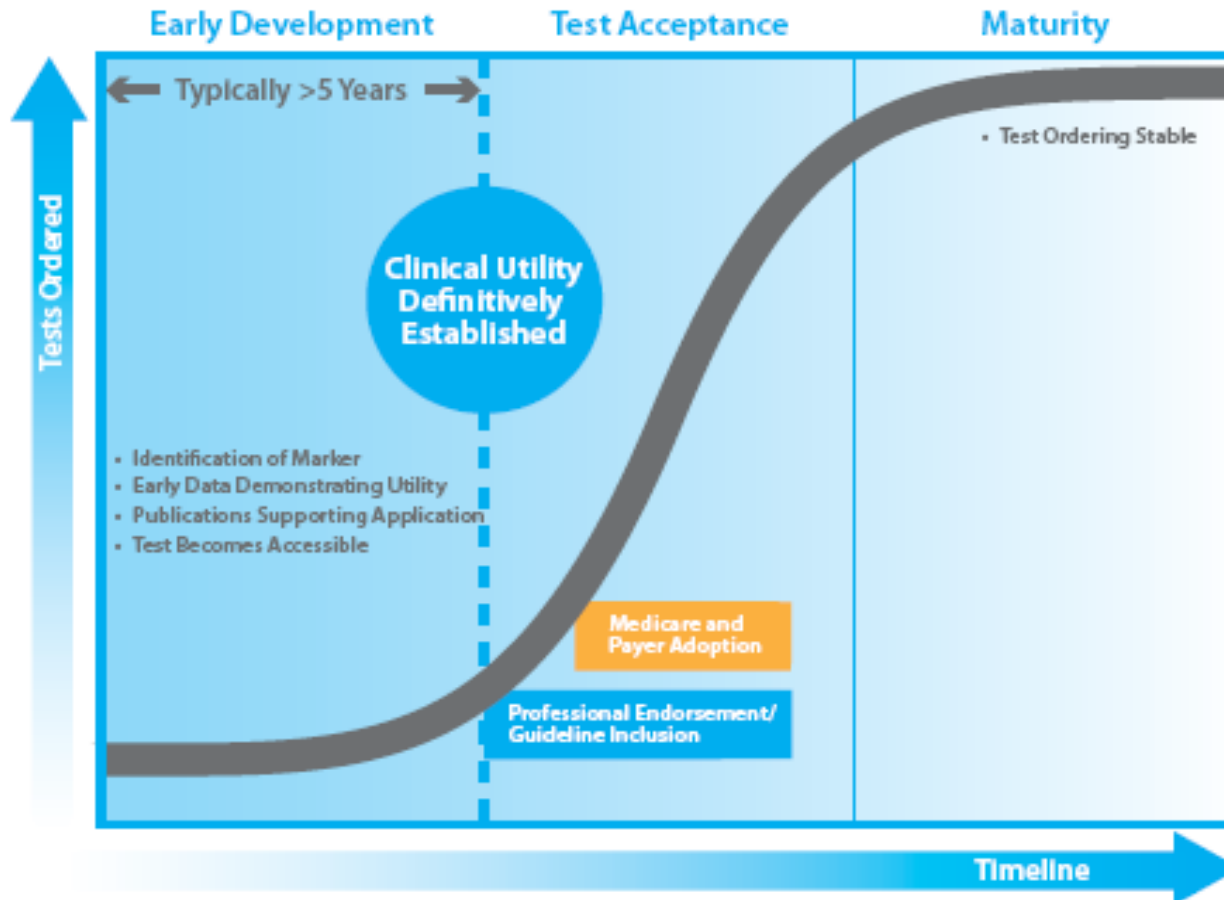 Early Development
Test Acceptance
Maturity
Typically >5 Years
• Test Ordering Stable
Tests Ordered
Clinical Utility
Definitively
Established
• Identification of Marker
• Early Data Demonstrating Utility
• Publications Supporting Application
• Test Becomes Accessible
Medicare and
Payer Adoption
Professional Endorsement/
Guideline Inclusion
Timeline